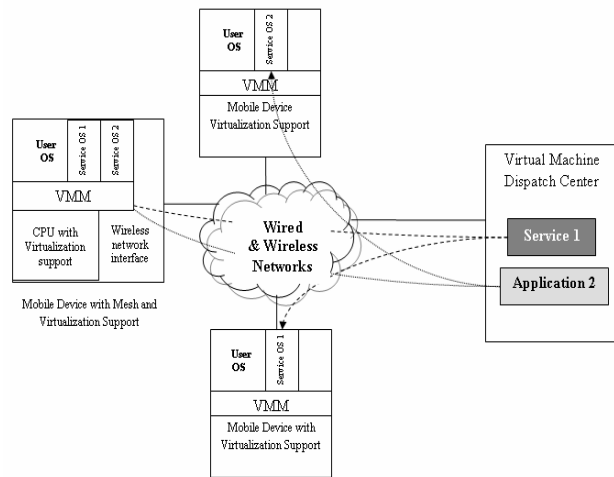 User
OS
Service OS 2
VMM
Mobile Device
Virtualization Support
User
OS
Service OS 1
Service OS 2
VMM
CPU with
Virtualization
support
Wireless
network
interface
Mobile Device with Mesh and
Virtualization Support
Wired
& Wireless
Networks
Virtual Machine
Dispatch Center
Service 1
Application 2
User
OS
Service OS 1
VMM
Mobile Device with
Virtualization Support